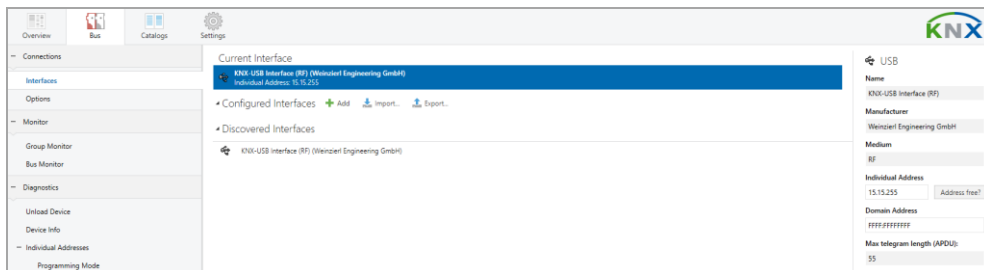 Overview
Bus
Catalogs
Settings
KNX
Connections
Interfaces
Options
Monitor
Group Monitor
Bus Monitor
Diagnostics
Unload Device
Device Info
Individual Addresses
Programming Mode
Current Interface
KNX-USB Interface (RF) (Weinzierl Engineering GmbH)
Individual Address: 15.15.255
Configured Interfaces Add Import... Export...
Discovered Interfaces
KNX-USB Interface (RF) (Weinzierl Engineering GmbH)
USB
Name
KNX-USB Interface (RF)
Manufacturer
Weinzierl Engineering GmbH
Medium
RF
Individual Address
15.15.255 Address free?
Domain Address
FFFF:FFFFFFFF
Max telegram length (APDU):
55